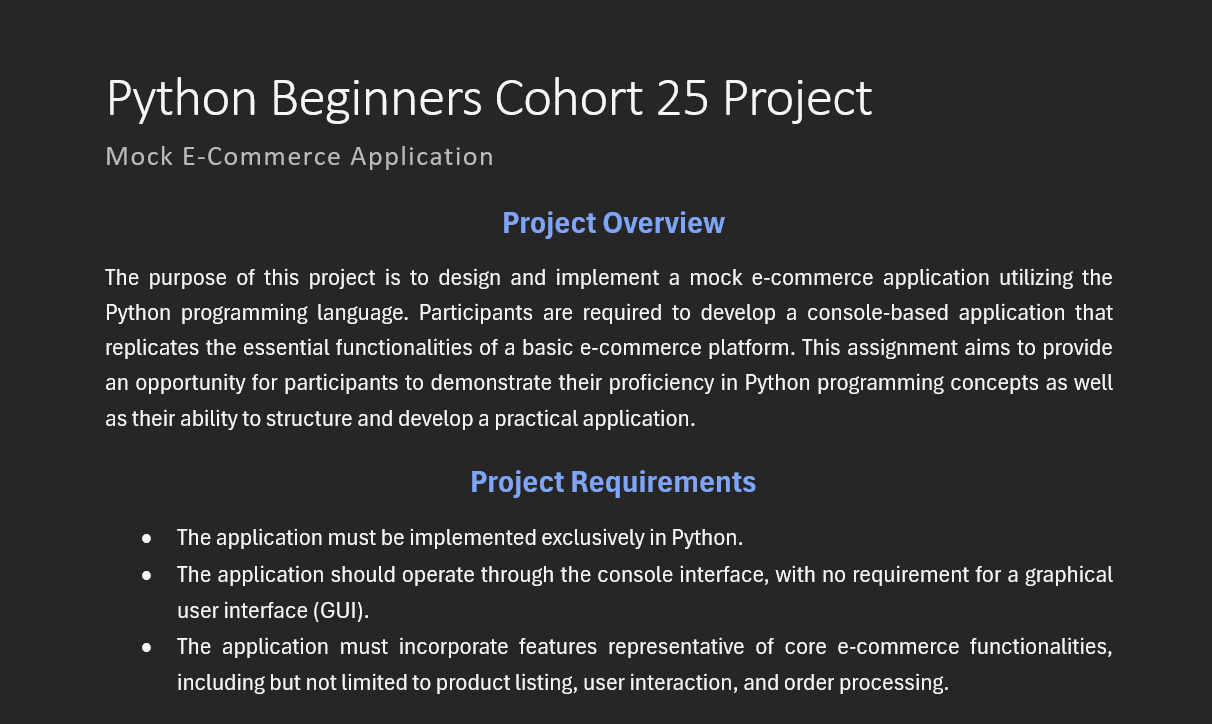 Python Beginners Cohort 25 Project
Mock E-Commerce Application
Project Overview
The purpose of this project is to design and implement a mock e-commerce application utilizing the
Python programming language. Participants are required to develop a console-based application that
replicates the essential functionalities of a basic e-commerce platform. This assignment aims to provide
an opportunity for participants to demonstrate their proficiency in Python programming concepts as well
as their ability to structure and develop a practical application.
Project Requirements
● The application must be implemented exclusively in Python.
● The application should operate through the console interface, with no requirement for a graphical
user interface (GUI).
● The application must incorporate features representative of core e-commerce functionalities,
including but not limited to product listing, user interaction, and order processing.